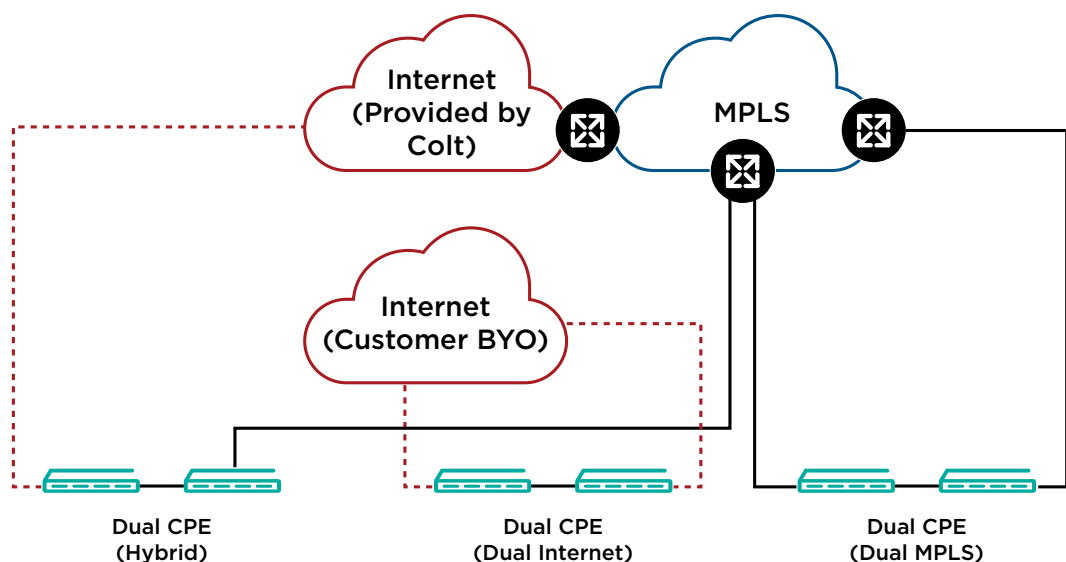 Internet
(Provided by
Colt)
MPLS
Internet
(Customer BYO)
Dual CPE
(Hybrid)
Dual CPE
(Dual Internet)
Dual CPE
(Dual MPLS)